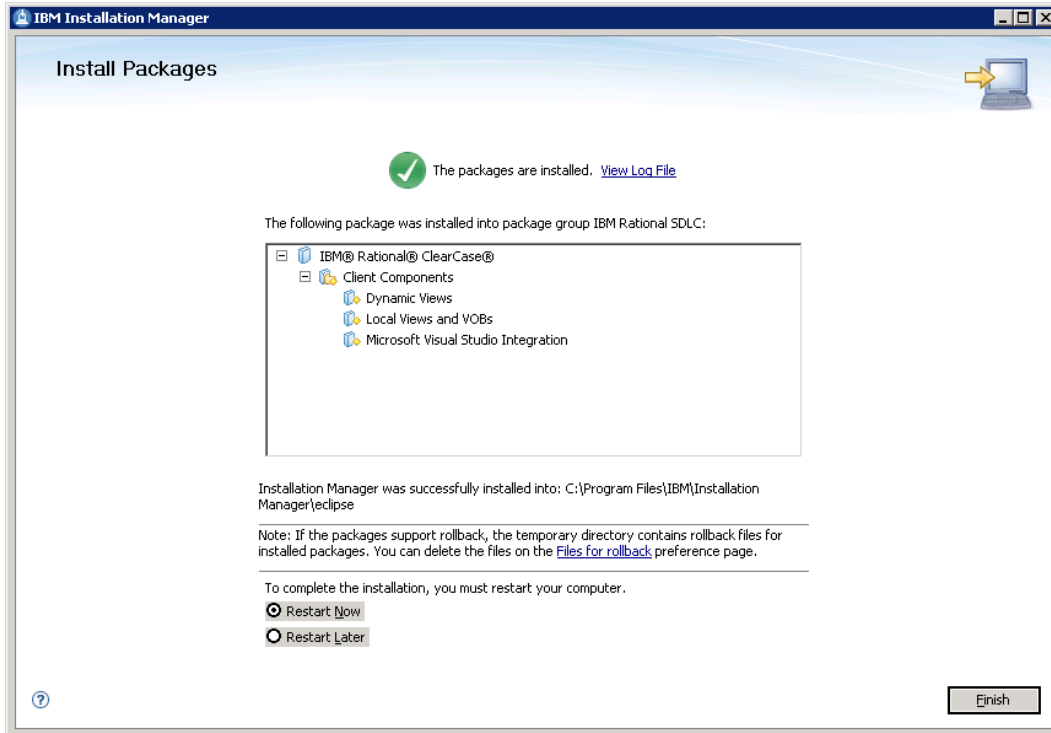 IBM Installation Manager
Install Packages
The packages are installed. View Log File
The following package was installed into package group IBM Rational SDLC:
IBM® Rational® ClearCase®
Client Components
Dynamic Views
Local Views and VOBs
Microsoft Visual Studio Integration
Installation Manager was successfully installed into: C:\Program Files\IBM\Installation
Manager\eclipse
Note: If the packages support rollback, the temporary directory contains rollback files for
installed packages. You can delete the files on the Files for rollback preference page.
To complete the installation, you must restart your computer.
Restart Now
Restart Later
?
Finish